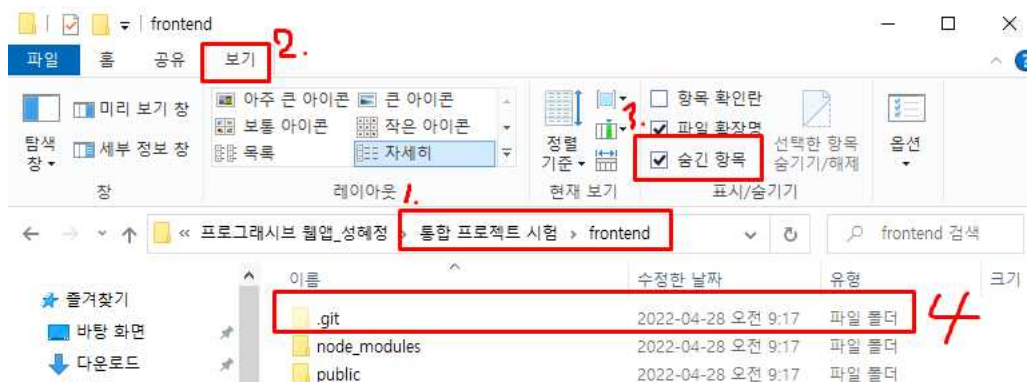 frontend
2.
파일 홈 공유 보기
미리 보기 창
세부 정보 창
탐색
창
창
아주 큰 아이콘 큰 아이콘
보통 아이콘 작은 아이콘
목록 자세히
레이아웃
정렬
기준
현재 보기
3.
항목 확인란
파일 확장명
숨긴 항목
선택한 항목
숨기기/해제
표시/숨기기
옵션
1.
« 프로그래시브 웹앱_성혜정 › 통합 프로젝트 시험 › frontend
frontend 검색
이름 수정한 날짜 유형 크기
즐겨찾기
바탕 화면
다운로드
.git 2022-04-28 오전 9:17 파일 폴더
4
node_modules 2022-04-28 오전 9:17 파일 폴더
public 2022-04-28 오전 9:17 파일 폴더